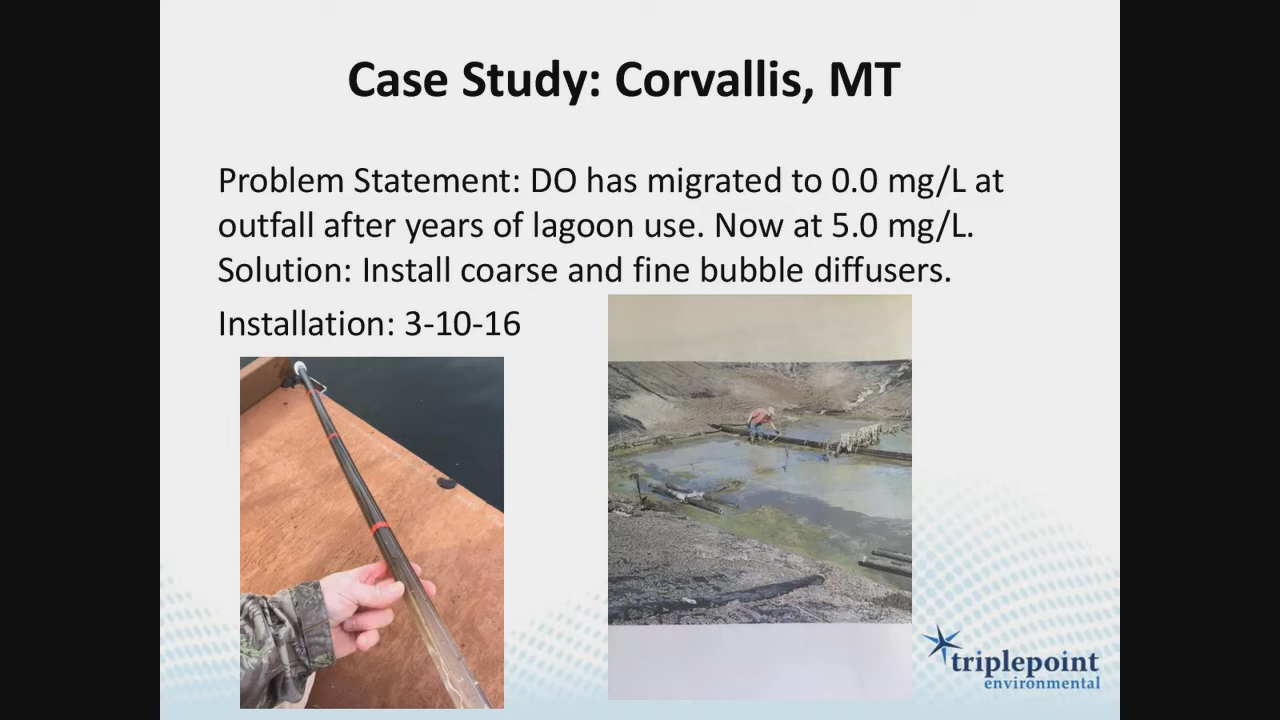 Case Study: Corvallis, MT
Problem Statement: DO has migrated to 0.0 mg/L at
outfall after years of lagoon use. Now at 5.0 mg/L.
Solution: Install coarse and fine bubble diffusers.
Installation: 3-10-16
triplepoint
environmental